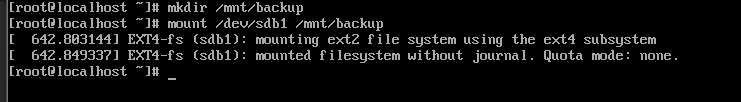 [root@localhost ~]# mkdir /mnt/backup
[root@localhost ~]# mount /dev/sdb1 /mnt/backup
[  642.803144] EXT4-fs (sdb1): mounting ext2 file system using the ext4 subsystem
[  642.849337] EXT4-fs (sdb1): mounted filesystem without journal. Quota mode: none.
[root@localhost ~]# _